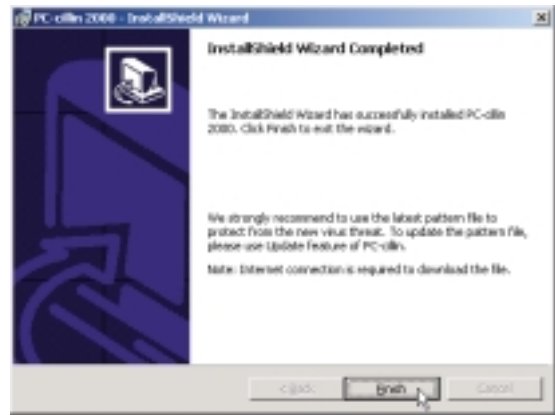 PC-cillin 2000 - InstallShield Wizard
InstallShield Wizard Completed
The InstallShield Wizard has successfully installed PC-cillin
2000. Click Finish to exit the wizard.
We strongly recommend to use the latest pattern file to
protect from the new virus threat. To update the pattern file,
please use Update feature of PC-cillin.
Note: Internet connection is required to download the file.
< Back
Finish
Cancel